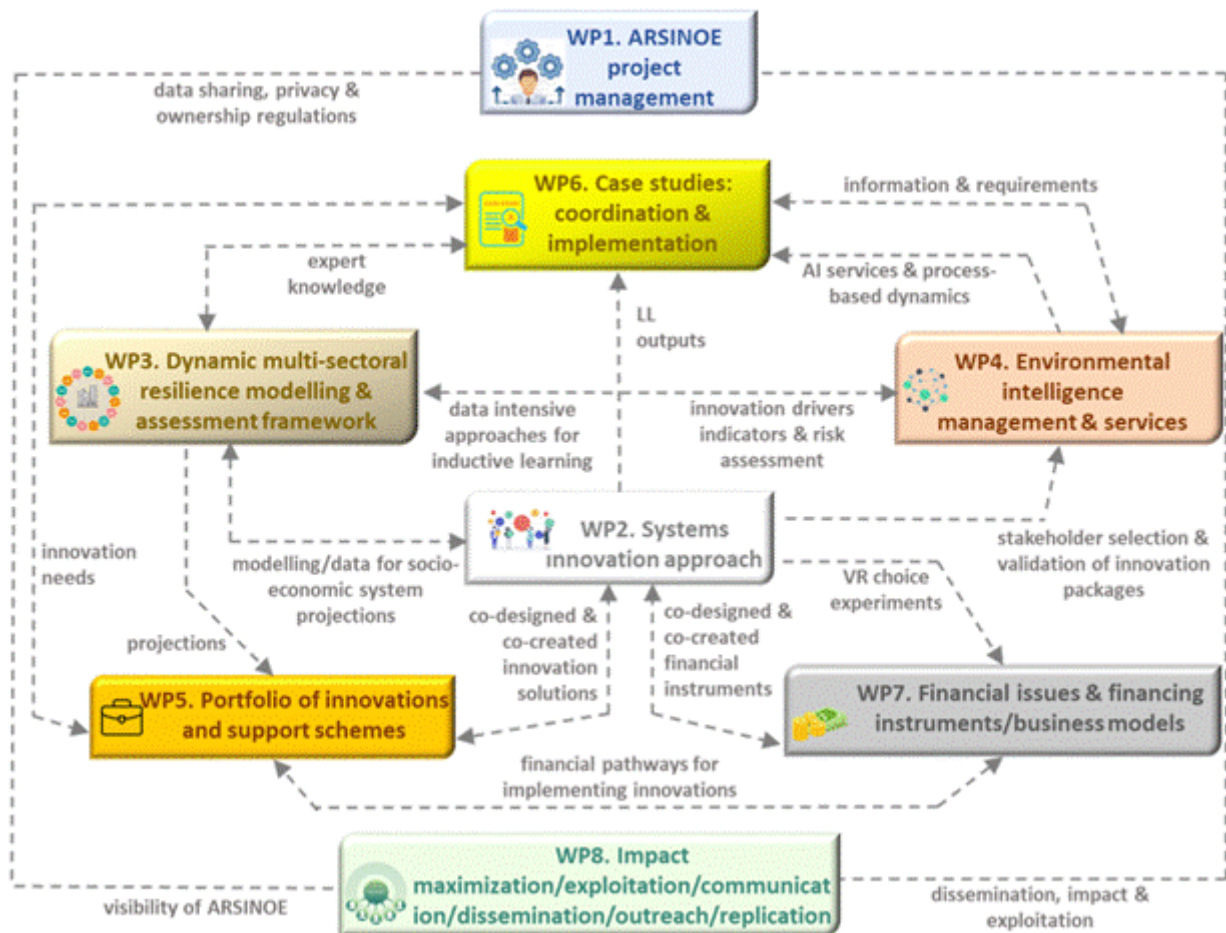 WP1. ARSINOE
project
management
data sharing, privacy &
ownership regulations
WP6. Case studies:
coordination &
implementation
information & requirements
expert
knowledge
AI services & process-
based dynamics
LL
outputs
WP3. Dynamic multi-sectoral
resilience modelling &
assessment framework
WP4. Environmental
intelligence
management & services
data intensive
approaches for
inductive learning
innovation drivers
indicators & risk
assessment
WP2. Systems
innovation approach
innovation
needs
modelling/data for socio-
economic system
projections
stakeholder selection &
validation of innovation
packages
VR choice
experiments
projections
co-designed &
co-created
innovation
solutions
co-designed &
co-created
financial
instruments
WP5. Portfolio of innovations
and support schemes
WP7. Financial issues & financing
instruments/business models
financial pathways for
implementing innovations
WP8. Impact
maximization/exploitation/communicat
ion/dissemination/outreach/replication
visibility of ARSINOE
dissemination, impact &
exploitation